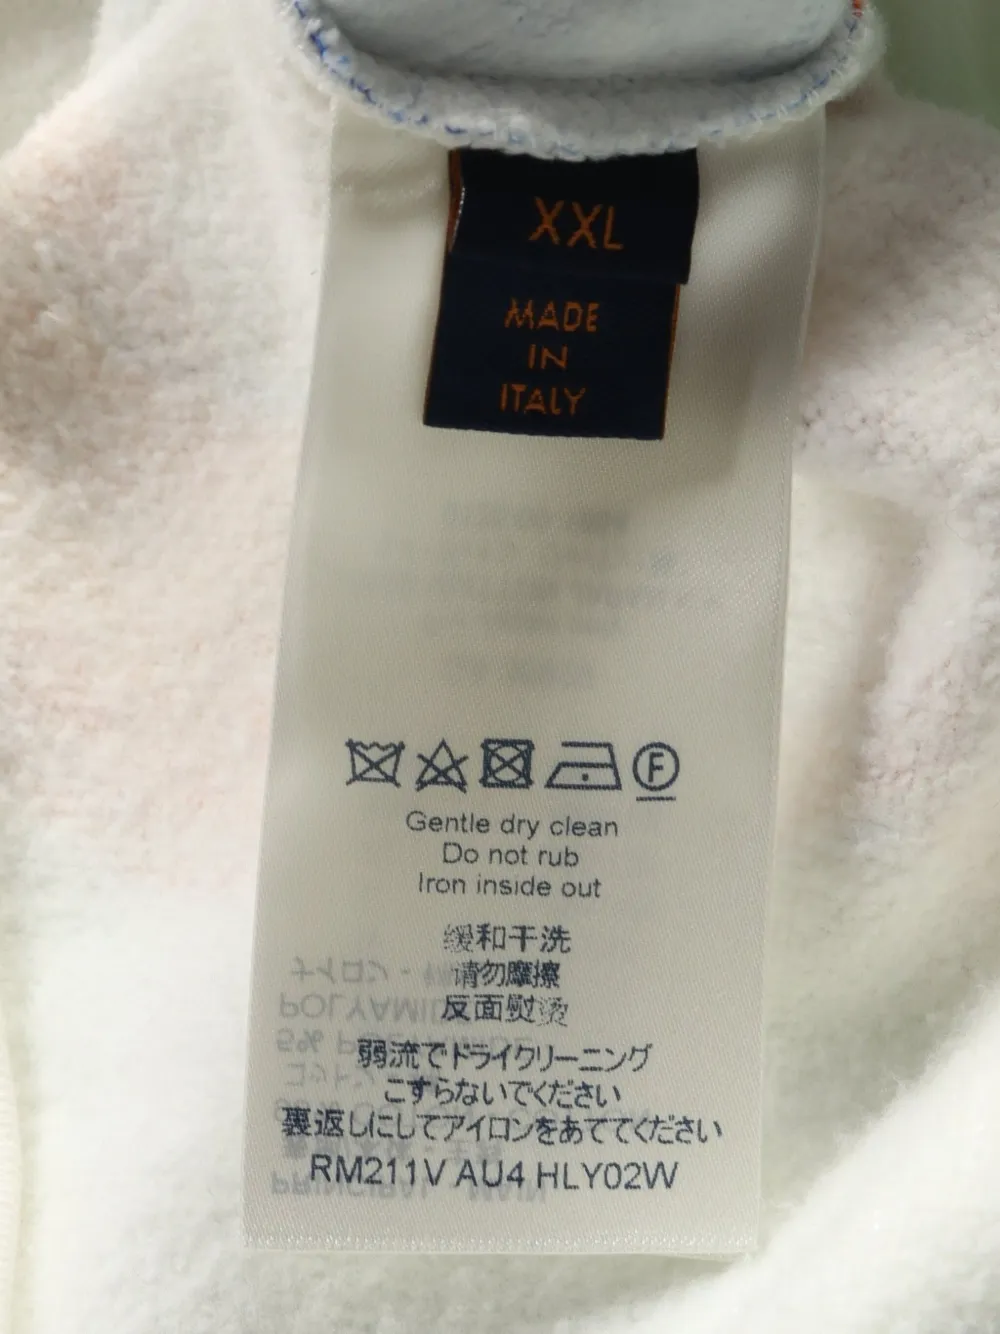 XXL
MADE
IN
ITALY
F
Gentle dry clean
Do not rub
Iron inside out
缓和干洗
请勿摩擦
反面熨烫
弱流でドライクリーニング
こすらないでください
裏返しにしてアイロンをあててください
RM211V AU4 HLY02W